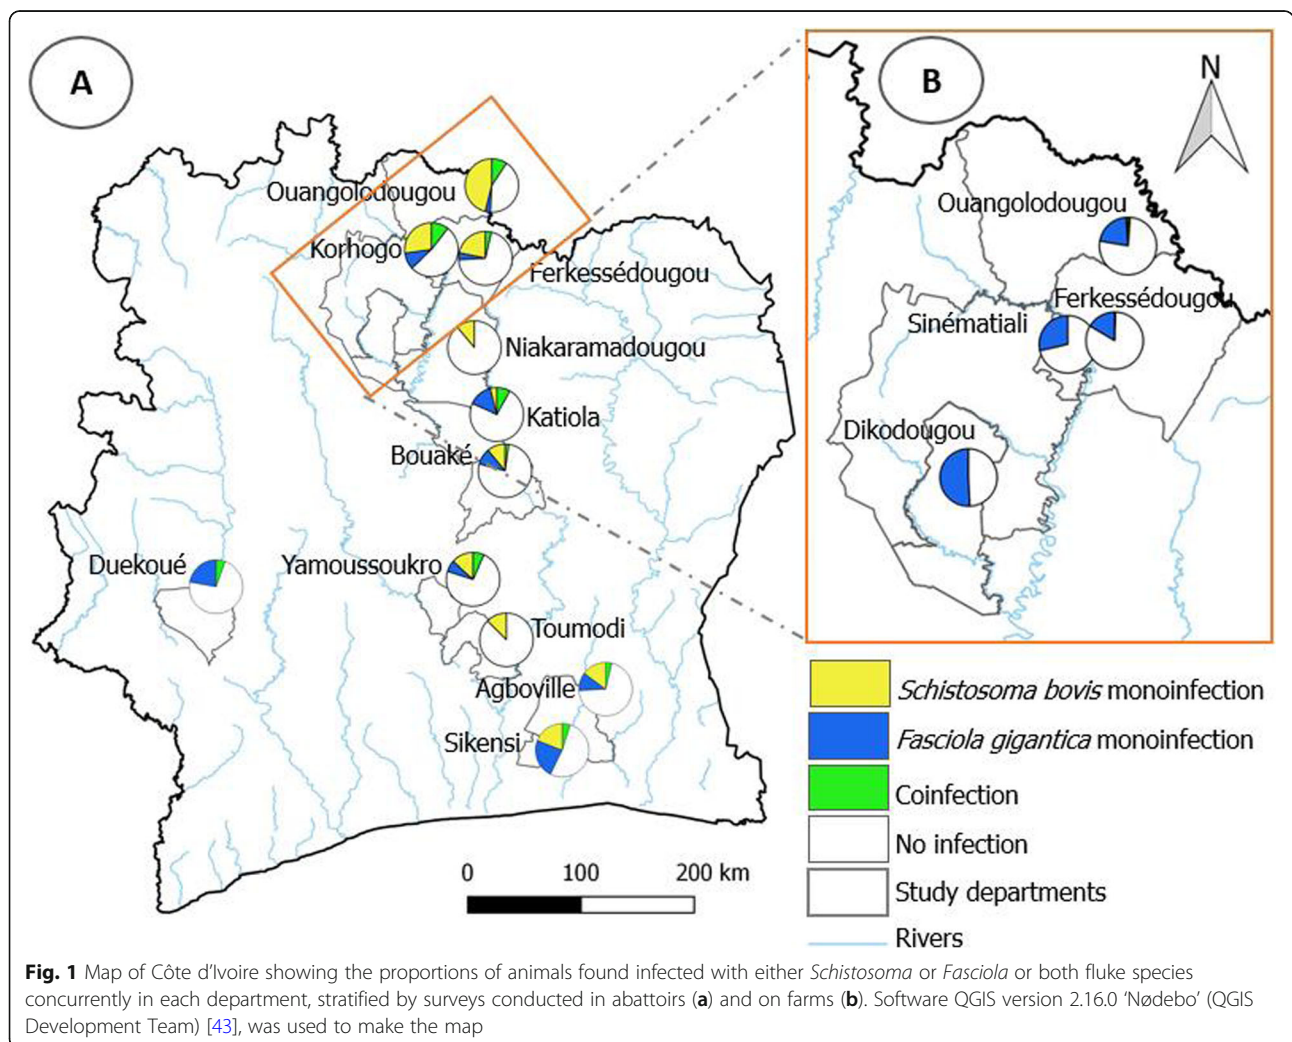 A
B
N
Ouangolodougou
Korhogo
Ferkessédougou
Niakaramadougou
Katiola
Bouaké
Duekoué
Yamoussoukro
Toumodi
Agboville
Sikensi
0 100 200 km
Ouangolodougou
Ferkessédougou
Sinématiali
Dikodougou
Schistosoma bovis monoinfection
Fasciola gigantica monoinfection
Coinfection
No infection
Study departments
Rivers
Fig. 1 Map of Côte d’Ivoire showing the proportions of animals found infected with either Schistosoma or Fasciola or both fluke species
concurrently in each department, stratified by surveys conducted in abattoirs (a) and on farms (b). Software QGIS version 2.16.0 ‘Nødebo’ (QGIS
Development Team) [43], was used to make the map